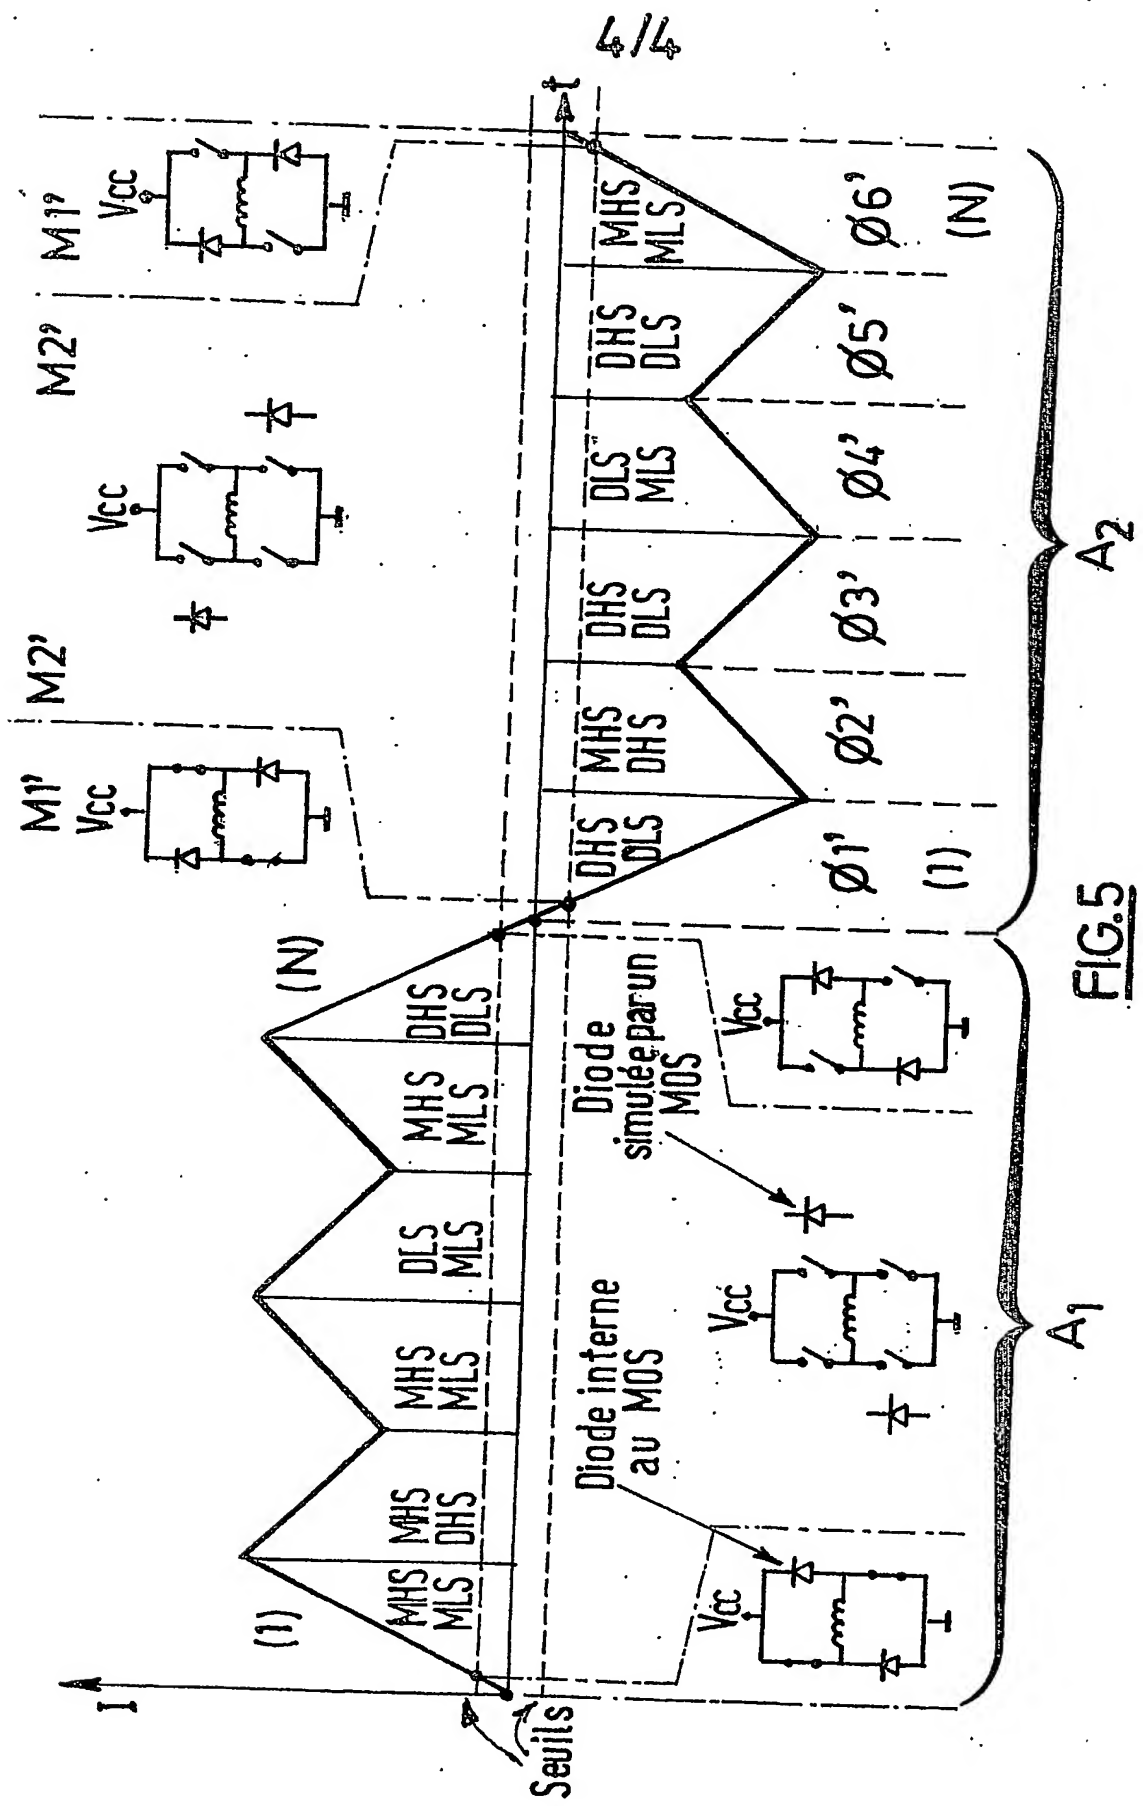 4/4
I
(1)
MHS
MLS
MHS
DHS
MHS
MLS
DLS
MLS
MHS
MLS
DHS
DLS
(N)
Seuils
M1'
Vcc
M2'
M2'
Vcc
M1'
Vcc
t
DHS
DLS
MHS
DHS
DHS
DLS
DLS
MLS
DHS
DLS
MHS
MLS
Ø1'
Ø2'
Ø3'
Ø4'
Ø5'
Ø6'
(1)
(N)
Diode interne
au MOS
Diode
simulée par un
MOS
Vcc
Vcc
Vcc
A1
A2
FIG.5